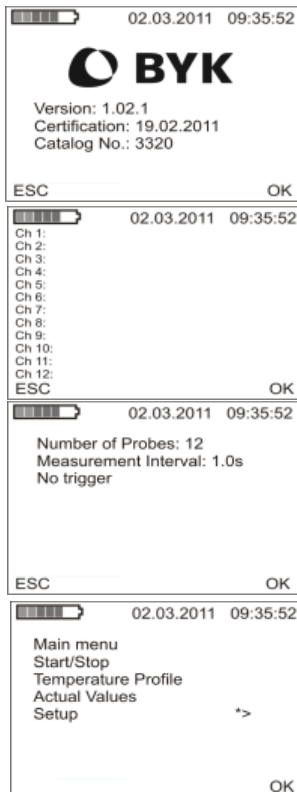 02.03.2011 09:35:52
BYK
Version: 1.02.1
Certification: 19.02.2011
Catalog No.: 3320
ESC OK
02.03.2011 09:35:52
Ch 1:
Ch 2:
Ch 3:
Ch 4:
Ch 5:
Ch 6:
Ch 7:
Ch 8:
Ch 9:
Ch 10:
Ch 11:
Ch 12:
ESC OK
02.03.2011 09:35:52
Number of Probes: 12
Measurement Interval: 1.0s
No trigger
ESC OK
02.03.2011 09:35:52
Main menu
Start/Stop
Temperature Profile
Actual Values
Setup *>
OK